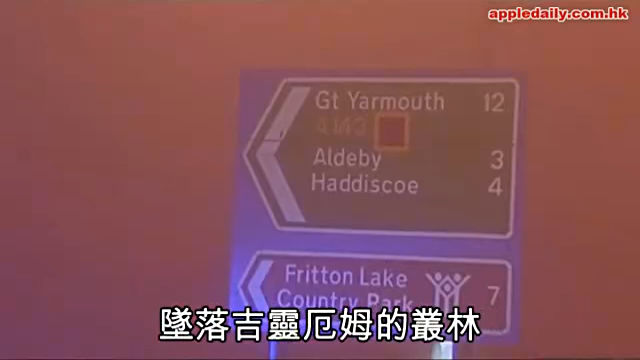 appledaily.com.hk
Gt Yarmouth 12
A143
Aldeby 3
Haddiscoe 4
Fritton Lake
Country Park 7
墜落吉靈厄姆的叢林